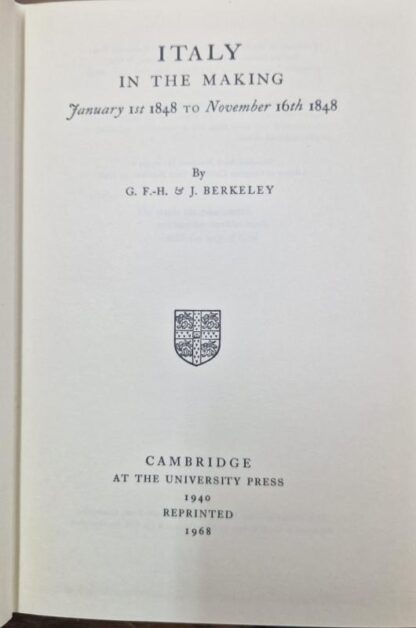 ITALY
IN THE MAKING
January 1st 1848 TO November 16th 1848
By
G. F.-H. & J. BERKELEY
CAMBRIDGE
AT THE UNIVERSITY PRESS
1940
REPRINTED
1968